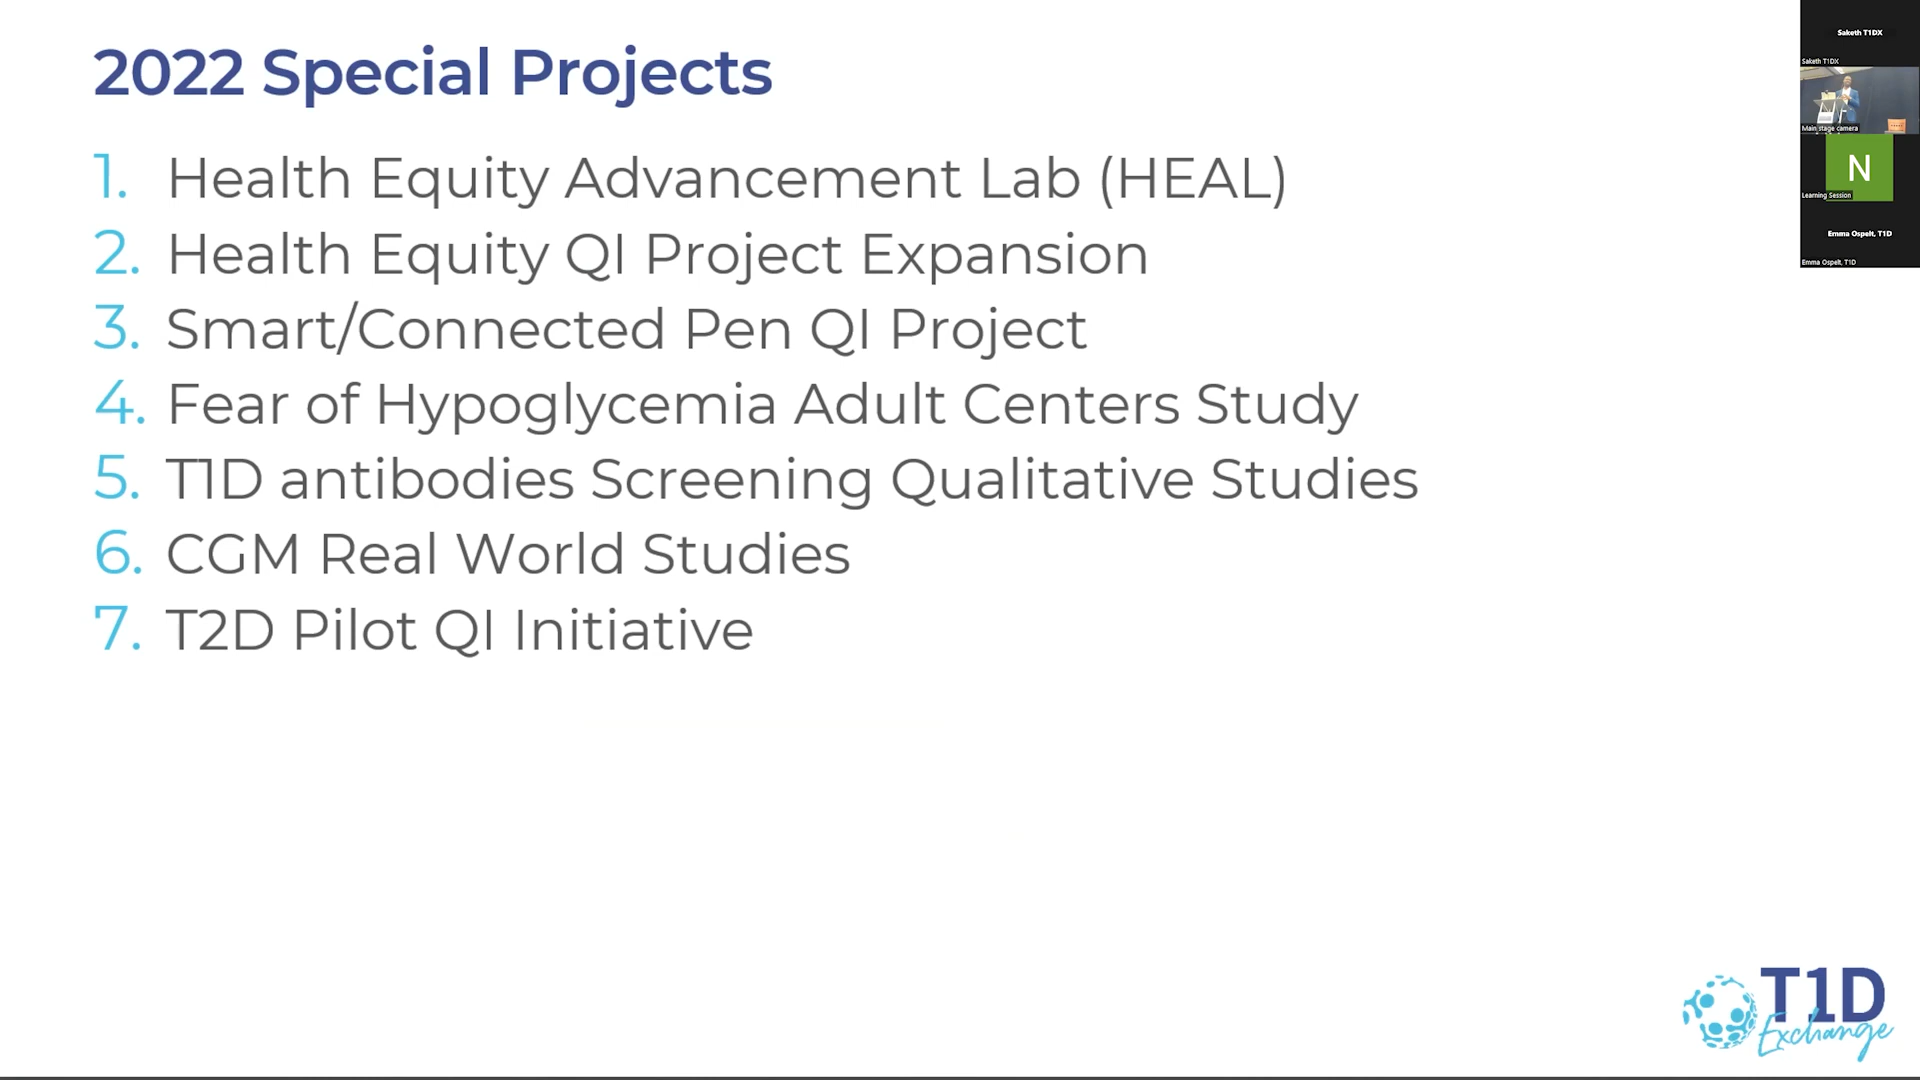 2022 Special Projects
1. Health Equity Advancement Lab (HEAL)
2. Health Equity QI Project Expansion
3. Smart/Connected Pen QI Project
4. Fear of Hypoglycemia Adult Centers Study
5. T1D antibodies Screening Qualitative Studies
6. CGM Real World Studies
7. T2D Pilot QI Initiative
Saketh T1DX
Saketh T1DX
Main stage camera
N
Learning Session
Emma Ospelt, T1D
Emma Ospelt, T1D
T1D
Exchange